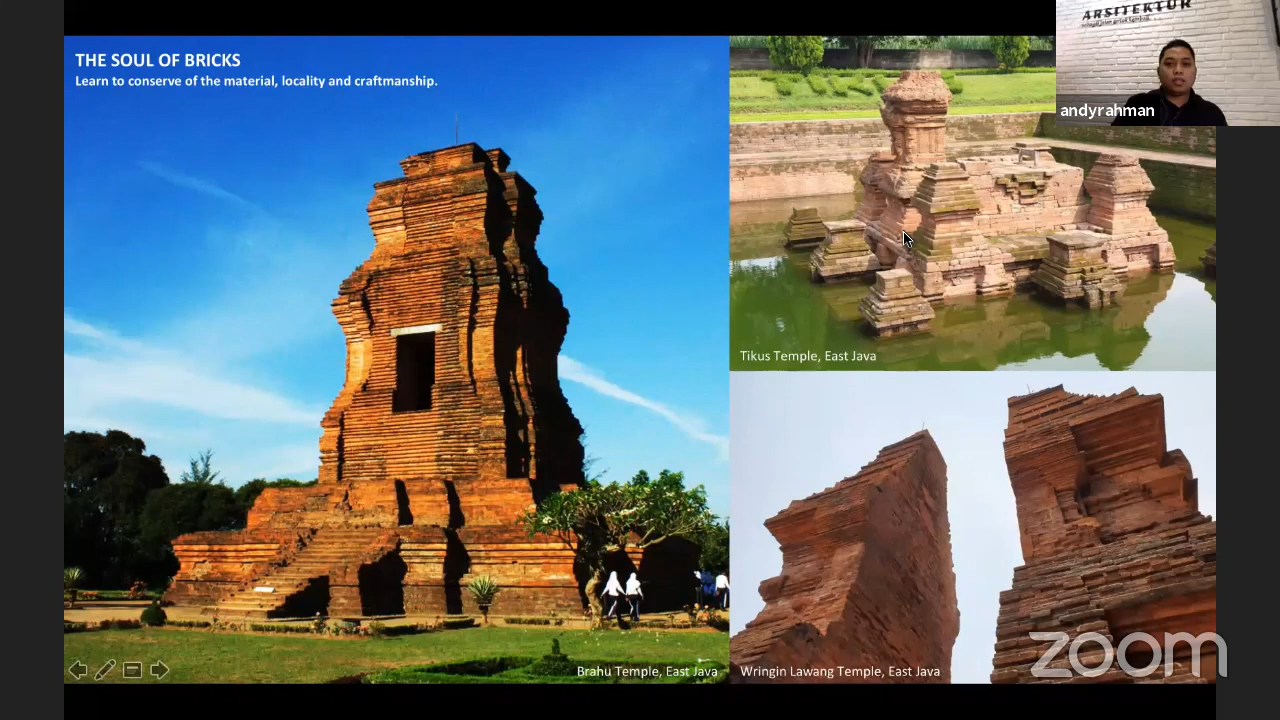 THE SOUL OF BRICKS
Learn to conserve of the material, locality and craftmanship.
ARSITEKTUR
andyrahman
Tikus Temple, East Java
Brahu Temple, East Java
Wringin Lawang Temple, East Java
zoom